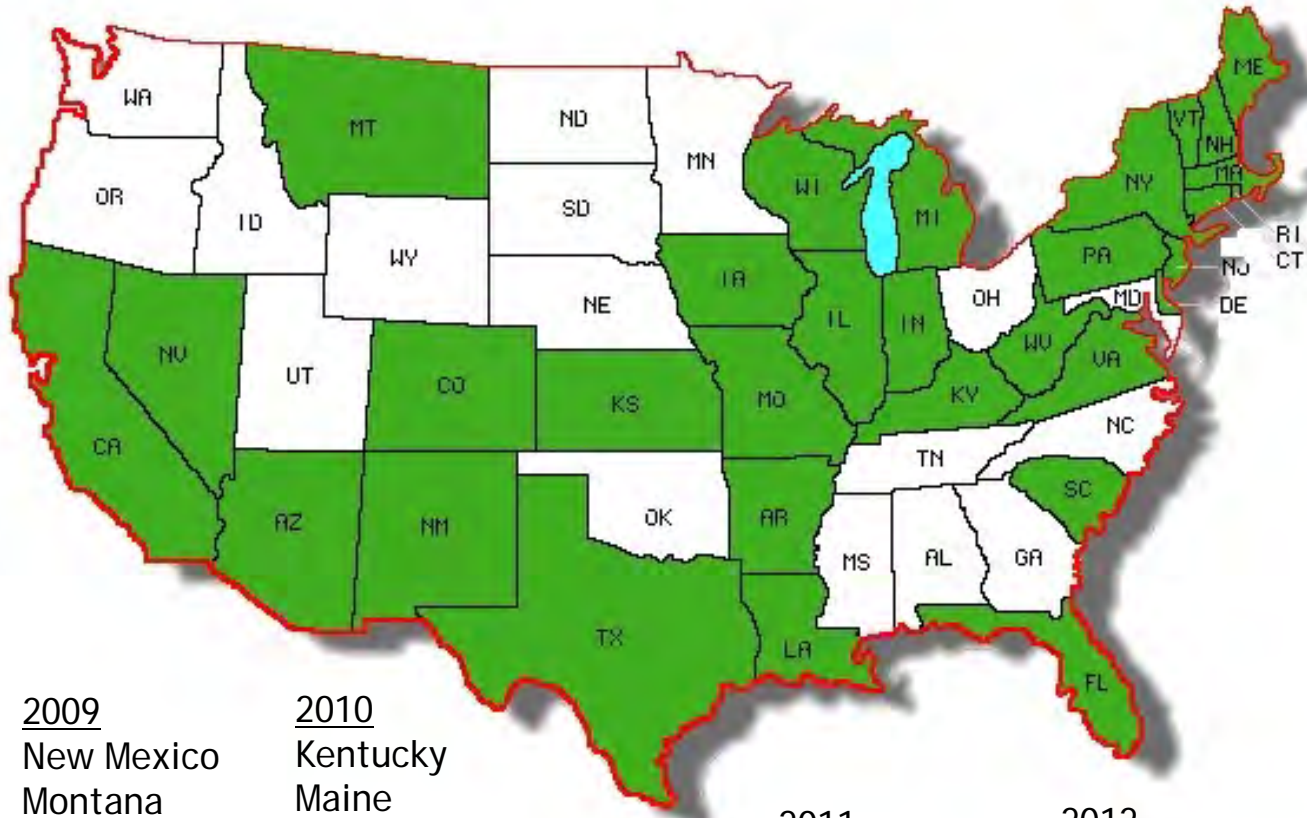 WA
MT
ND
MN
OR
ID
SD
WY
WI
MI
ME
VT
NH
NY
MA
RI
CT
NJ
DE
PA
MD
IA
NE
OH
IL
IN
WV
VA
NV
UT
CO
KS
MO
KY
CA
NC
TN
SC
AZ
NM
OK
AR
MS
AL
GA
TX
LA
FL
2009
New Mexico
Montana
2010
Kentucky
Maine
2011
2012